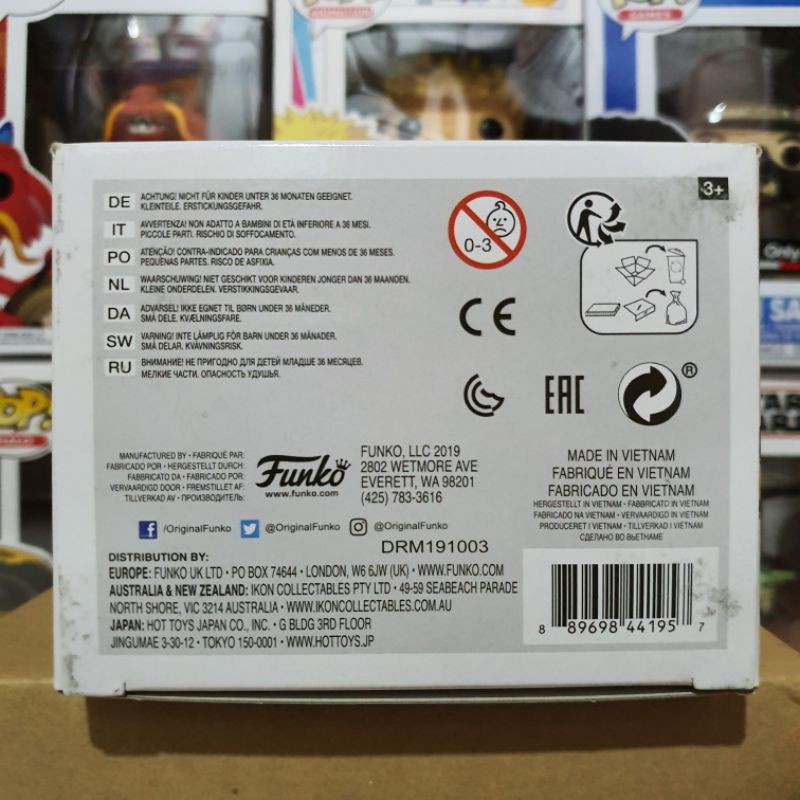 GAMES
DE ACHTUNG! NICHT FÜR KINDER UNTER 36 MONATEN GEEIGNET.
KLEINTEILE. ERSTICKUNGSGEFAHR.
IT AVVERTENZA! NON ADATTO A BAMBINI DI ETÀ INFERIORE A 36 MESI.
PICCOLE PARTI. RISCHIO DI SOFFOCAMENTO.
PO ATENÇÃO! CONTRA-INDICADO PARA CRIANÇAS COM MENOS DE 36 MESES.
PEQUENAS PARTES. RISCO DE ASFIXIA.
NL WAARSCHUWING! NIET GESCHIKT VOOR KINDEREN JONGER DAN 36 MAANDEN.
KLEINE ONDERDELEN. VERSTIKKINGSGEVAAR.
DA ADVARSEL! IKKE EGNET TIL BØRN UNDER 36 MÅNEDER.
SMÅ DELE. KVÆLNINGSFARE.
SW VARNING! INTE LÄMPLIG FÖR BARN UNDER 36 MÅNADER.
SMÅ DELAR. KVÄVNINGSRISK.
RU ВНИМАНИЕ! НЕ ПРИГОДНО ДЛЯ ДЕТЕЙ МЛАДШЕ 36 МЕСЯЦЕВ.
МЕЛКИЕ ЧАСТИ. ОПАСНОСТЬ УДУШЬЯ.
0-3
3+
CE
EAC
®
MANUFACTURED BY • FABRIQUÉ PAR:
FABRICADO POR • HERGESTELLT DURCH:
FABBRICATO DA • FABRICADO POR:
VERVAARDIGD DOOR • FREMSTILLET AF:
TILLVERKAD AV • ПРОИЗВОДИТЕЛЬ:
Funko
www.funko.com
FUNKO, LLC 2019
2802 WETMORE AVE
EVERETT, WA 98201
(425) 783-3616
MADE IN VIETNAM
FABRIQUÉ EN VIETNAM
FABRICADO EN VIETNAM
HERGESTELLT IN VIETNAM • FABBRICATO IN VIETNAM
FABRICADO NA VIETNAM • VERVAARDIGD IN VIETNAM
PRODUCERET I VIETNAM • TILLVERKAD I VIETNAM
СДЕЛАНО ВО ВЬЕТНАМЕ
/OriginalFunko @OriginalFunko @OriginalFunko
DRM191003
DISTRIBUTION BY:
EUROPE: FUNKO UK LTD • PO BOX 74644 • LONDON, W6 6JW (UK) • WWW.FUNKO.COM
AUSTRALIA & NEW ZEALAND: IKON COLLECTABLES PTY LTD • 49-59 SEABEACH PARADE
NORTH SHORE, VIC 3214 AUSTRALIA • WWW.IKONCOLLECTABLES.COM.AU
JAPAN: HOT TOYS JAPAN CO., INC. • G BLDG 3RD FLOOR
JINGUMAE 3-30-12 • TOKYO 150-0001 • WWW.HOTTOYS.JP
8 89698 44195 7